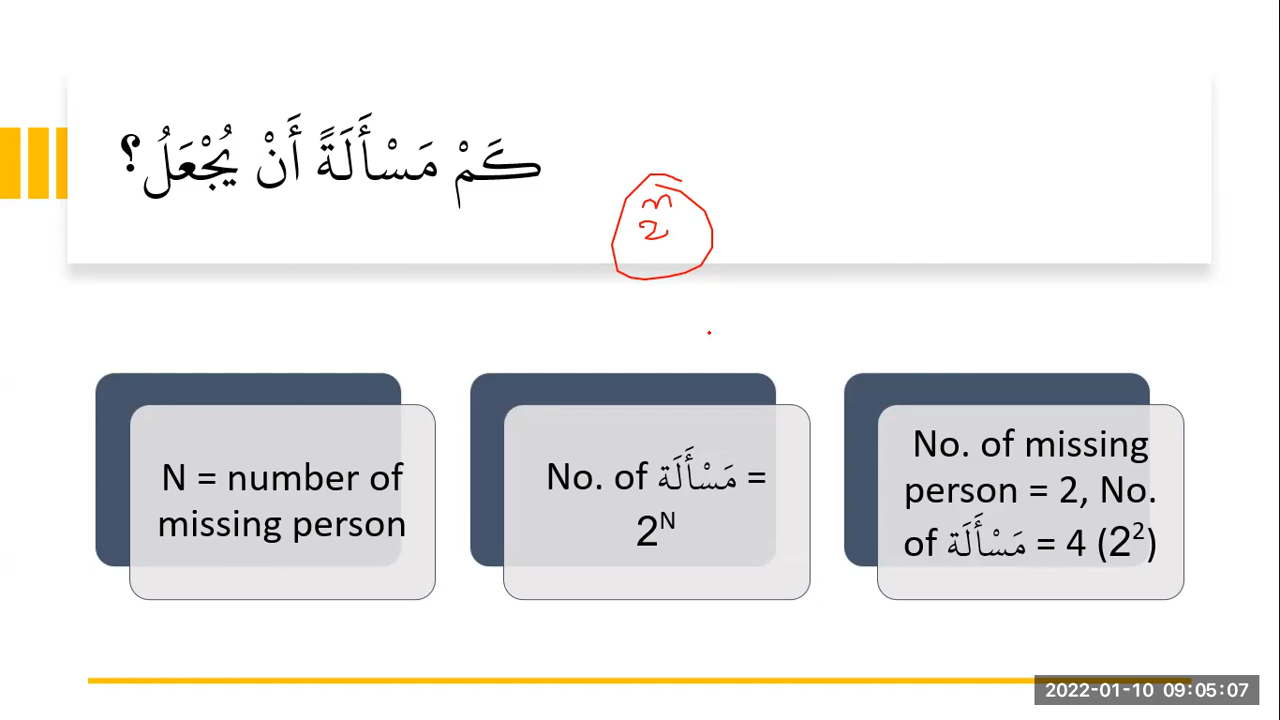 كَمْ مَسْأَلَةً أَنْ يُجْعَلُ؟
N = number of
missing person
No. of مَسْأَلَة =
2ᴺ
No. of missing
person = 2, No.
of مَسْأَلَة = 4 (2²)
2022-01-10 09:05:07